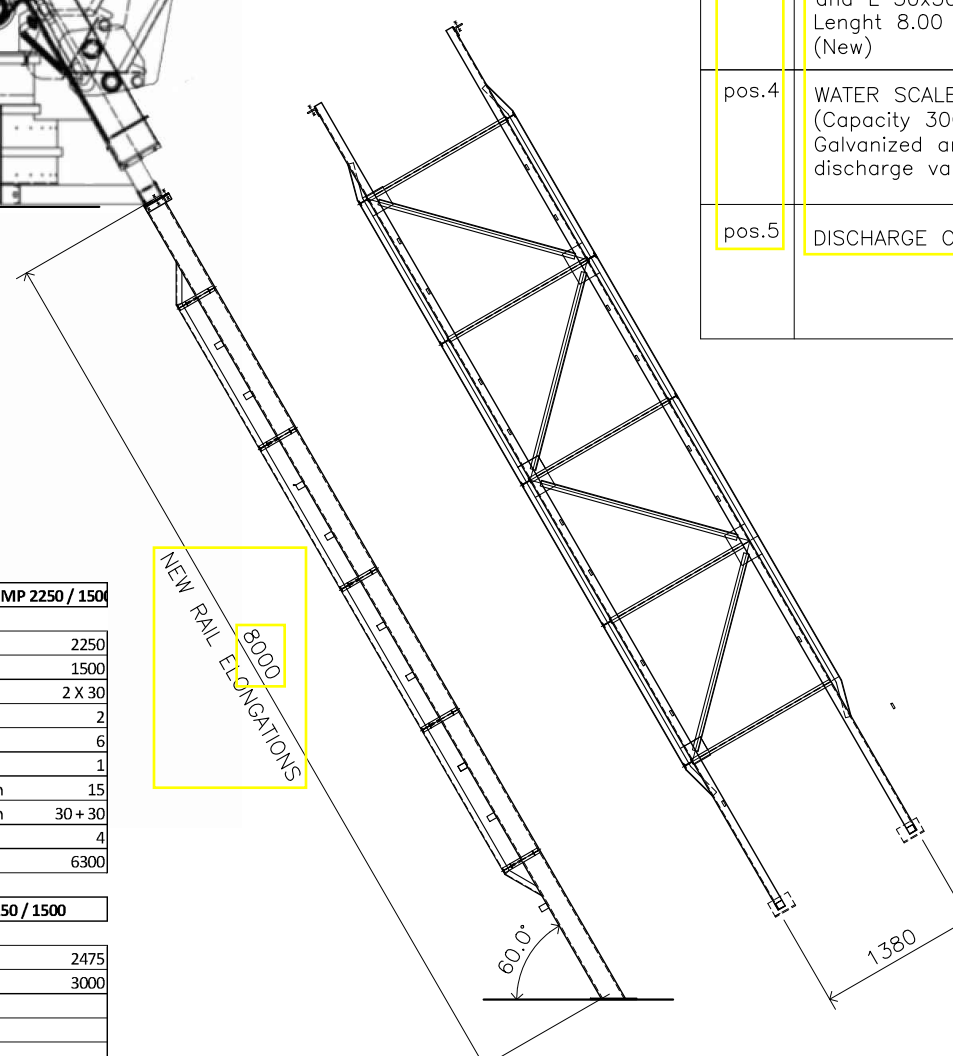 Lenght 8.00
(New)
pos.4
WATER SCALE
(Capacity 30
Galvanized
discharge
pos.5
DISCHARGE
NEW RAIL ELONGATIONS
8000
60.0°
1380
MP 2250 / 150
2250
1500
2 X 30
2
6
1
15
30 + 30
4
6300
50 / 1500
2475
3000